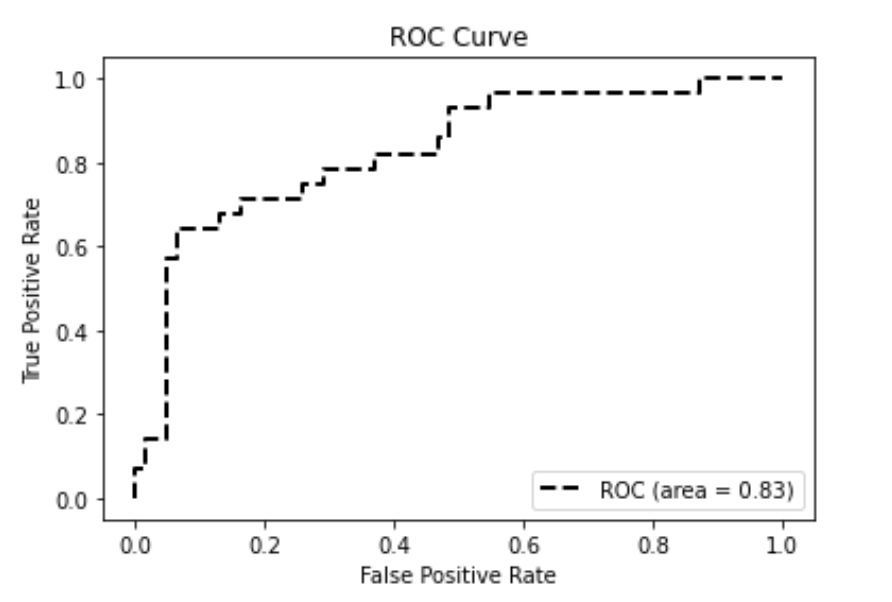 ROC Curve
1.0
0.8
0.6
0.4
0.2
0.0
True Positive Rate
ROC (area = 0.83)
0.0 0.2 0.4 0.6 0.8 1.0
False Positive Rate